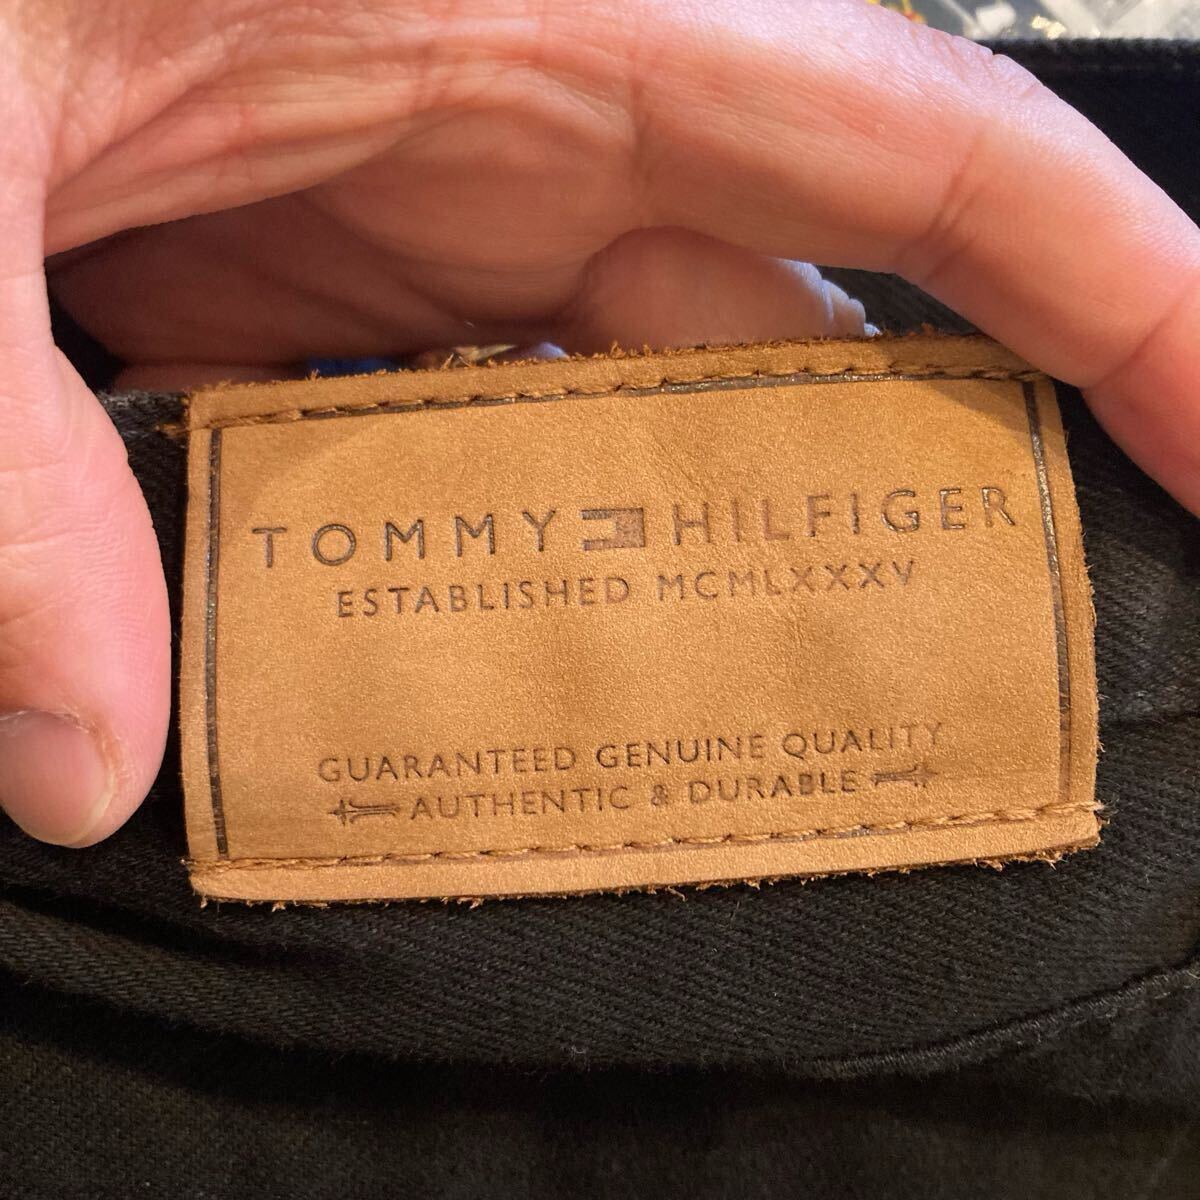 TOMMY HILFIGER
ESTABLISHED MCMLXXXV
GUARANTEED GENUINE QUALITY
AUTHENTIC & DURABLE